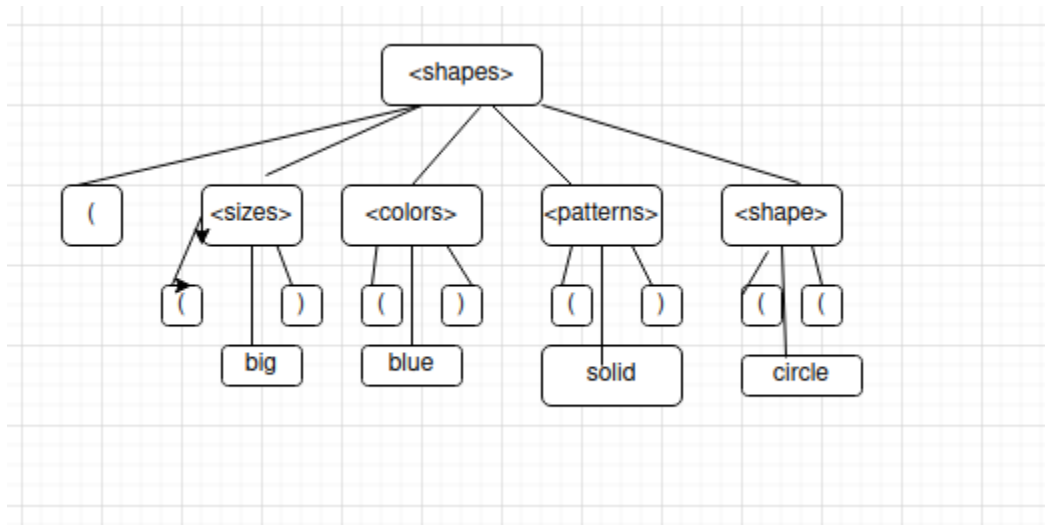 <shapes>
( <sizes> <colors> <patterns> <shape>
( ) ( ) ( ) ( (
big blue solid circle